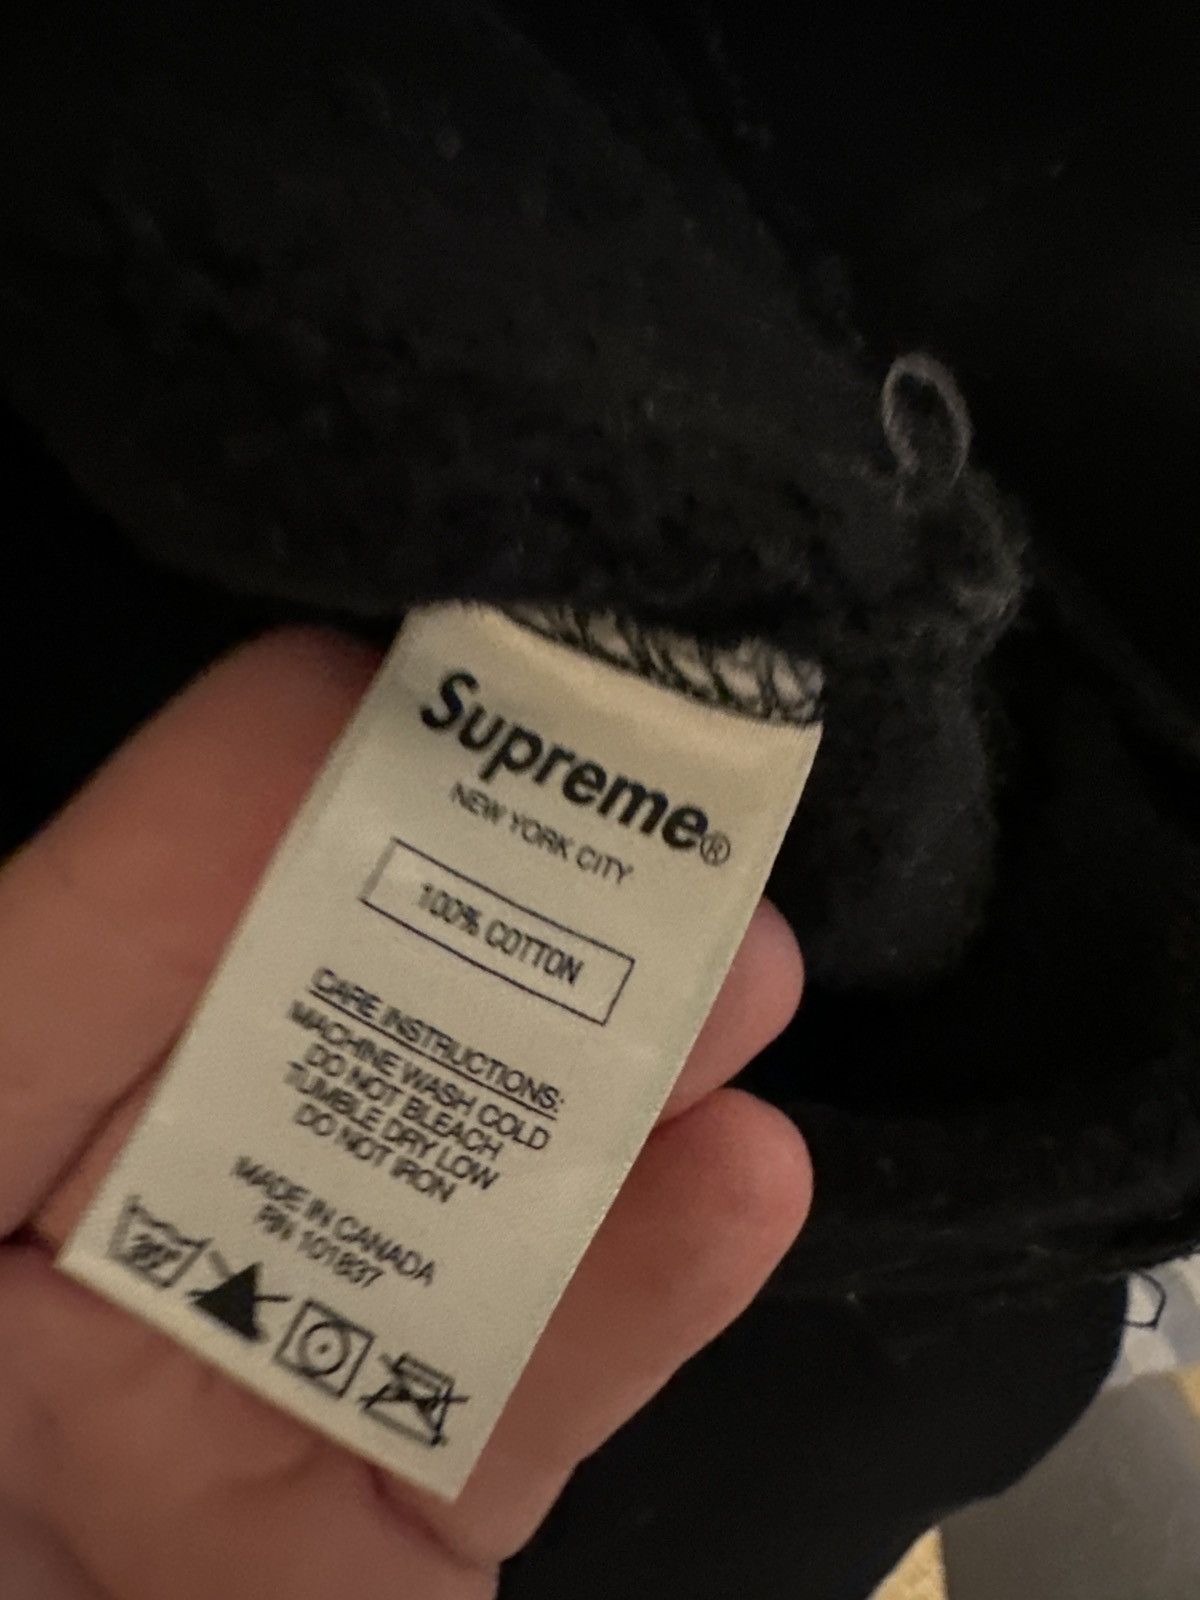 Supreme®
NEW YORK CITY
100% COTTON
CARE INSTRUCTIONS:
MACHINE WASH COLD
DO NOT BLEACH
TUMBLE DRY LOW
DO NOT IRON
MADE IN CANADA
RN 101837
30°